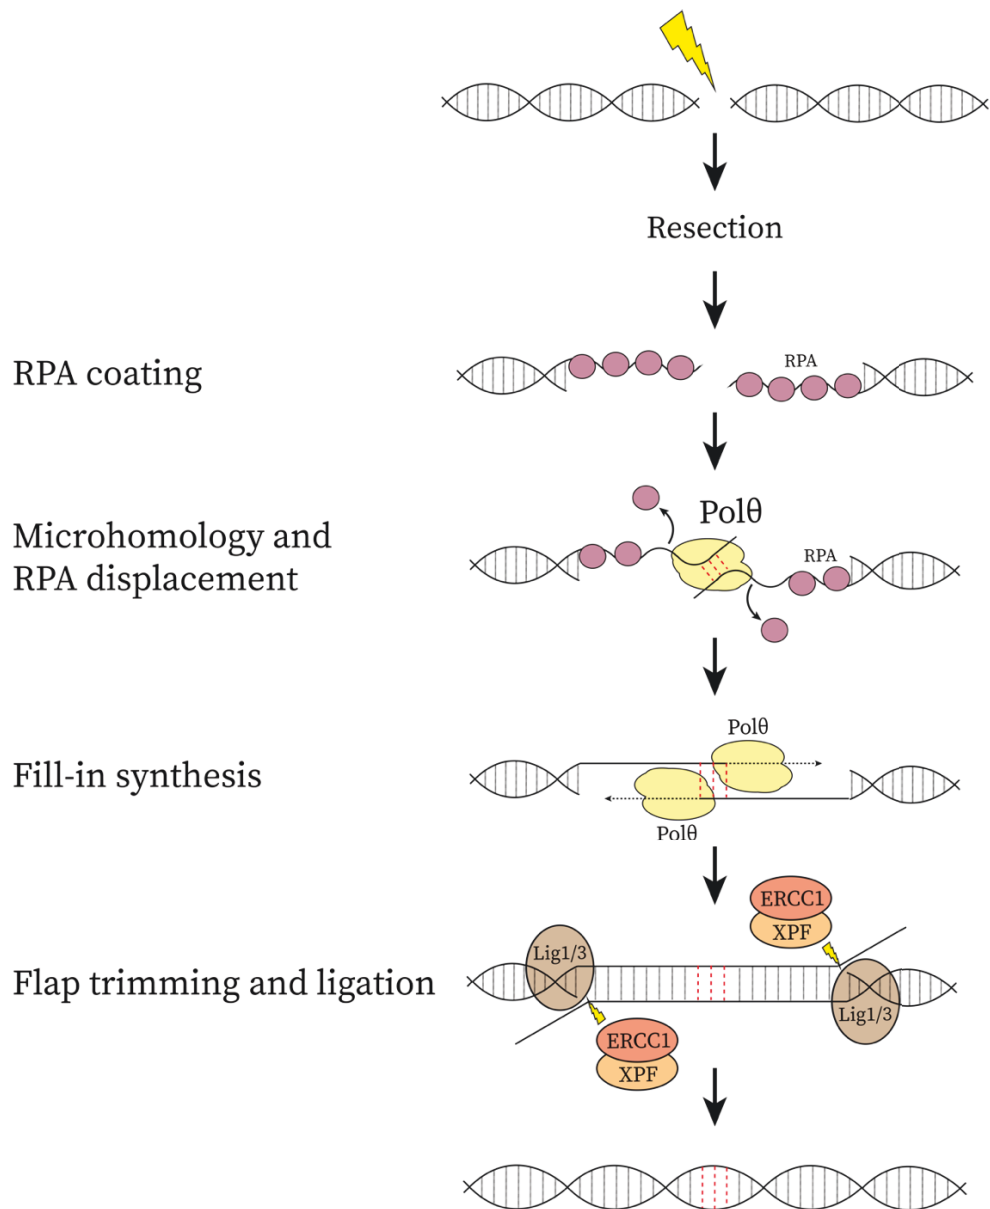 Resection
RPA coating
RPA
Microhomology and
RPA displacement
Polθ
RPA
Fill-in synthesis
Polθ
Polθ
Flap trimming and ligation
ERCC1
XPF
Lig1/3
Lig1/3
ERCC1
XPF